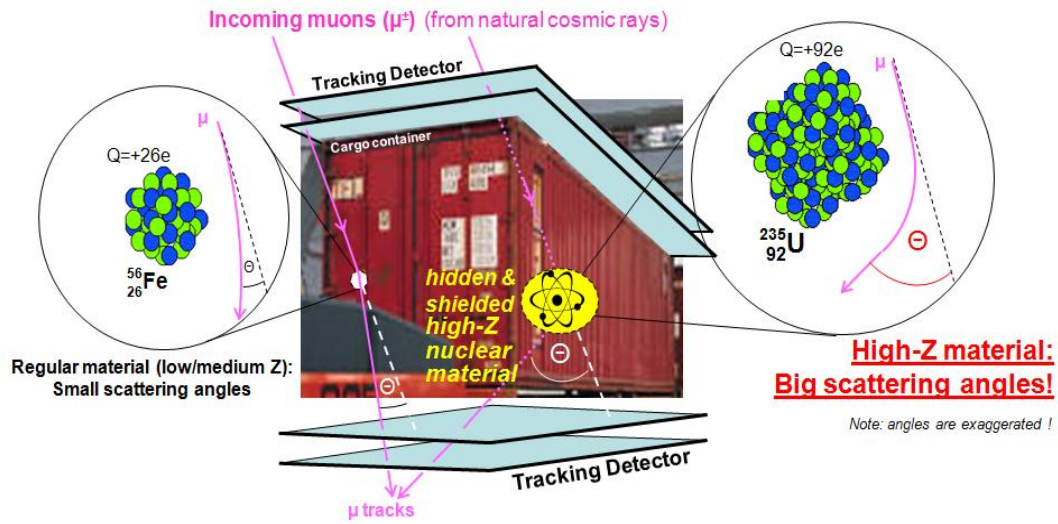 Incoming muons (μ±) (from natural cosmic rays)
Tracking Detector
Cargo container
μ
Q=+26e
56
26Fe
Θ
Regular material (low/medium Z):
Small scattering angles
Q=+92e
μ
235
92U
Θ
hidden &
shielded
high-Z
nuclear
material
Θ
Θ
High-Z material:
Big scattering angles!
Note: angles are exaggerated !
Tracking Detector
μ tracks